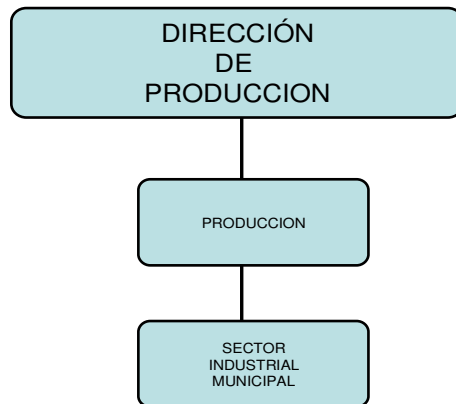 DIRECCIÓN
DE
PRODUCCION
PRODUCCION
SECTOR
INDUSTRIAL
MUNICIPAL